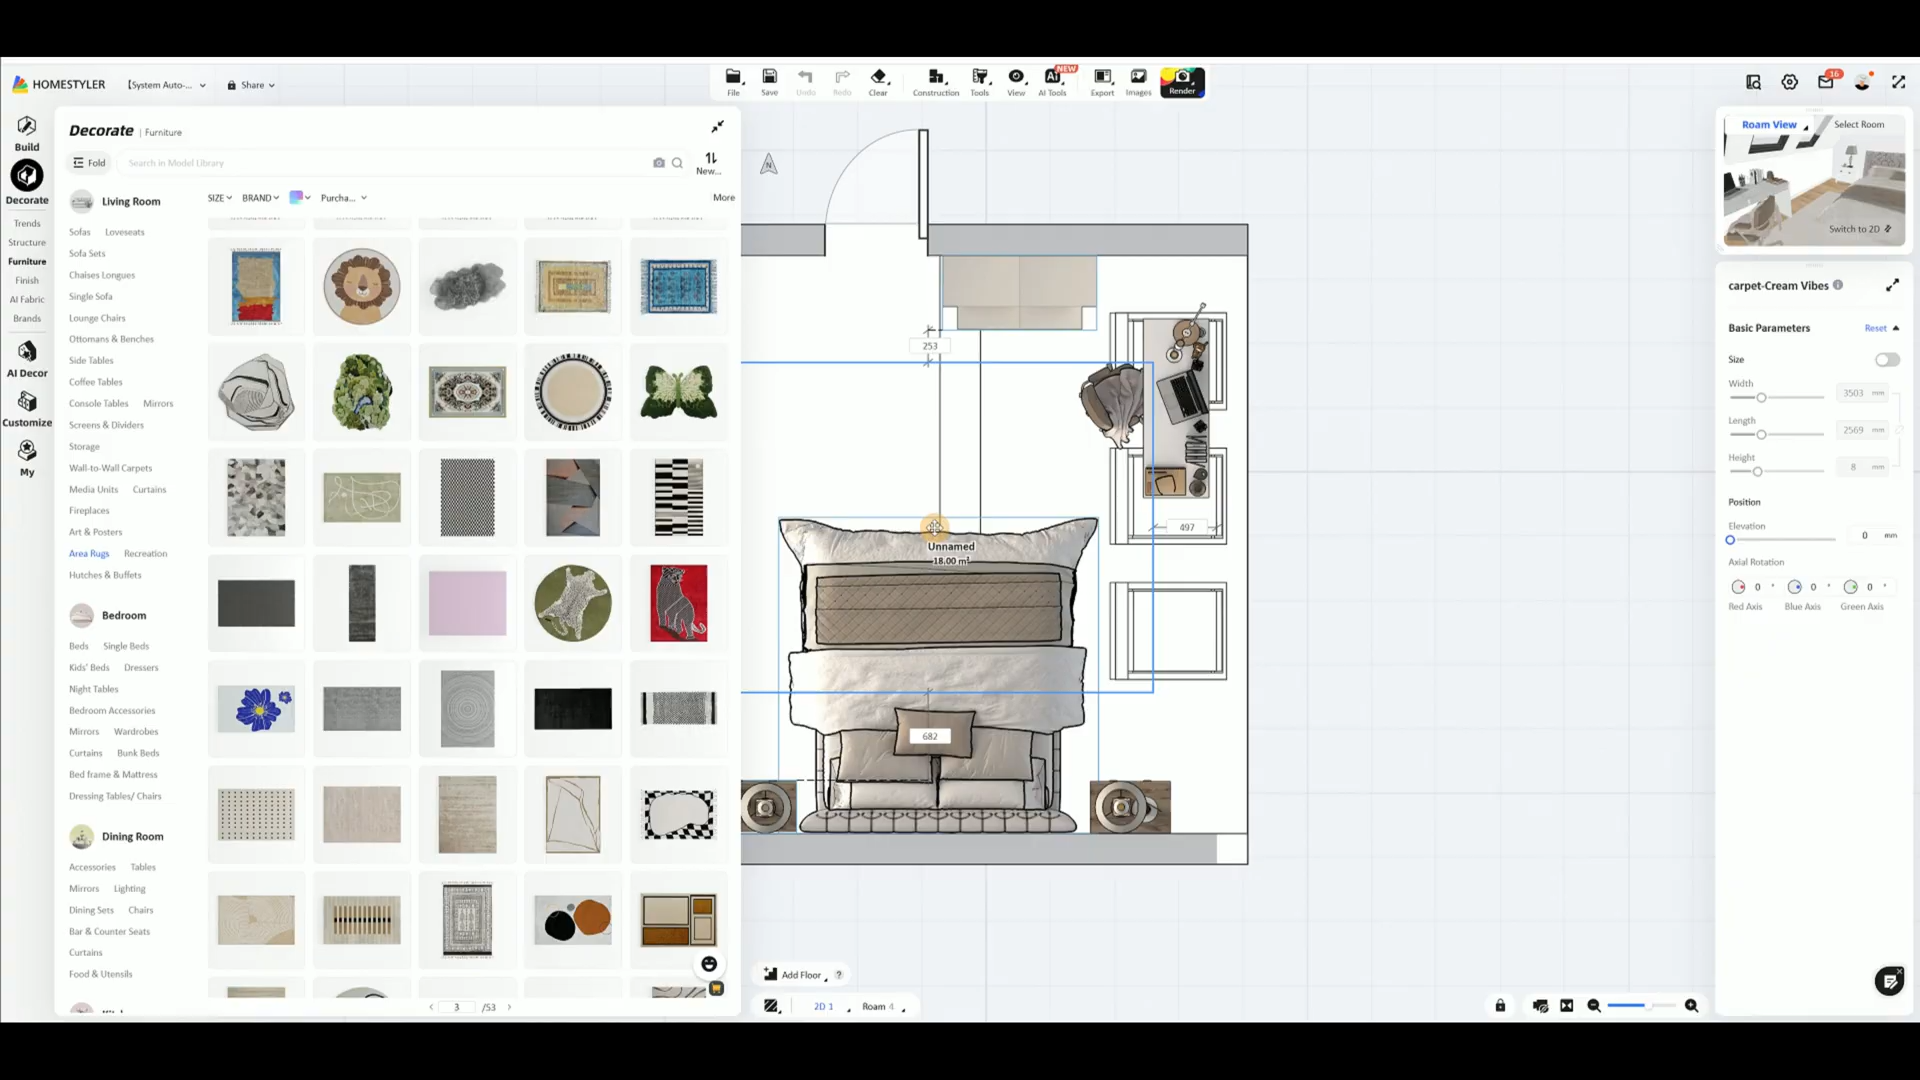 HOMESTYLER
【System Auto-...
Share
File
Save
Undo
Redo
Clear
Construction
Tools
View
AI Tools
NEW
Export
Images
Render
16
Build
Decorate
Trends
Structure
Furniture
Finish
AI Fabric
Brands
AI Decor
Customize
My
Decorate | Furniture
Fold
Search in Model Library
New...
SIZE
BRAND
Purcha...
More
Living Room
Sofas Loveseats
Sofa Sets
Chaises Longues
Single Sofa
Lounge Chairs
Ottomans & Benches
Side Tables
Coffee Tables
Console Tables Mirrors
Screens & Dividers
Storage
Wall-to-Wall Carpets
Media Units Curtains
Fireplaces
Art & Posters
Area Rugs Recreation
Hutches & Buffets
Bedroom
Beds Single Beds
Kids' Beds Dressers
Night Tables
Bedroom Accessories
Mirrors Wardrobes
Curtains Bunk Beds
Bed frame & Mattress
Dressing Tables/ Chairs
Dining Room
Accessories Tables
Mirrors Lighting
Dining Sets Chairs
Bar & Counter Seats
Curtains
Food & Utensils
3 /53
N
253
497
Unnamed
18.00 m²
682
Add Floor
?
2D 1
Roam 4
Roam View
Select Room
Switch to 2D
carpet-Cream Vibes
Basic Parameters
Reset
Size
Width
3503 mm
Length
2569 mm
Height
8 mm
Position
Elevation
0 mm
Axial Rotation
0 ° 0 ° 0 °
Red Axis Blue Axis Green Axis